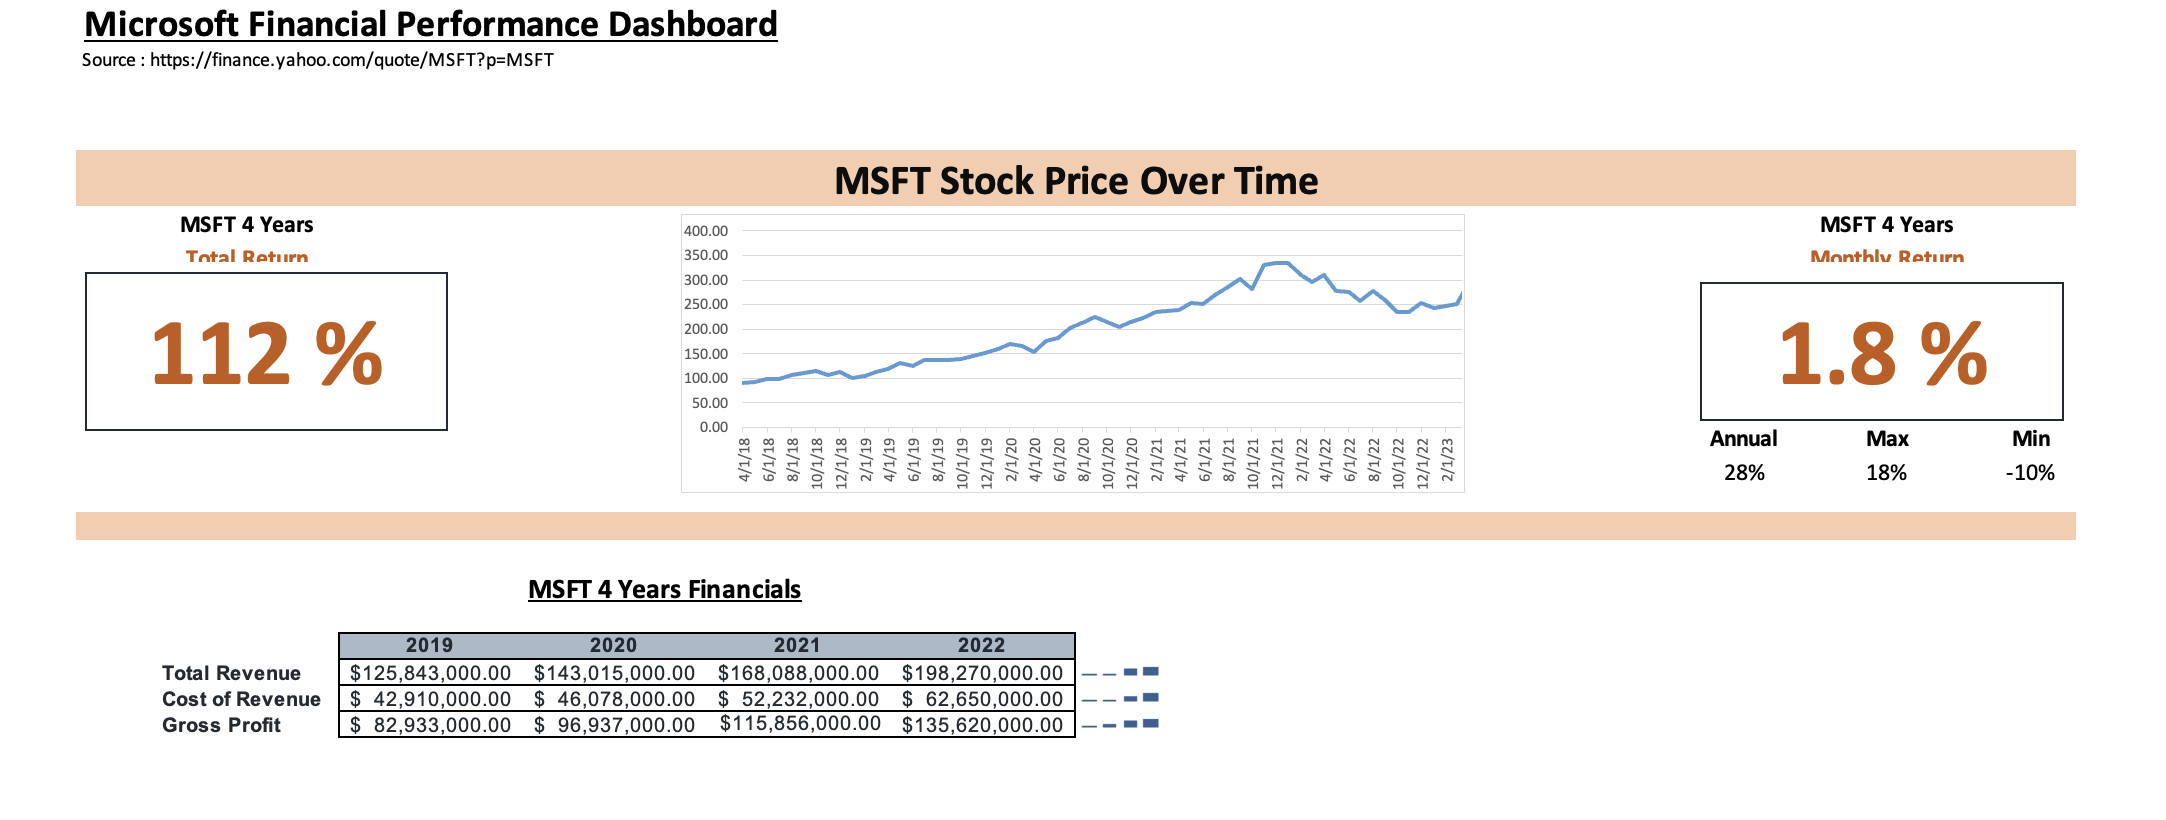 Microsoft Financial Performance Dashboard
Source : https://finance.yahoo.com/quote/MSFT?p=MSFT
MSFT Stock Price Over Time
MSFT 4 Years
Total Return
112 %
400.00
350.00
300.00
250.00
200.00
150.00
100.00
50.00
0.00
4/1/18 6/1/18 8/1/18 10/1/18 12/1/18 2/1/19 4/1/19 6/1/19 8/1/19 10/1/19 12/1/19 2/1/20 4/1/20 6/1/20 8/1/20 10/1/20 12/1/20 2/1/21 4/1/21 6/1/21 8/1/21 10/1/21 12/1/21 2/1/22 4/1/22 6/1/22 8/1/22 10/1/22 12/1/22 2/1/23
MSFT 4 Years
Monthly Return
1.8 %
Annual Max Min
28% 18% -10%
MSFT 4 Years Financials
2019 2020 2021 2022
Total Revenue $125,843,000.00 $143,015,000.00 $168,088,000.00 $198,270,000.00
Cost of Revenue $ 42,910,000.00 $ 46,078,000.00 $ 52,232,000.00 $ 62,650,000.00
Gross Profit $ 82,933,000.00 $ 96,937,000.00 $115,856,000.00 $135,620,000.00